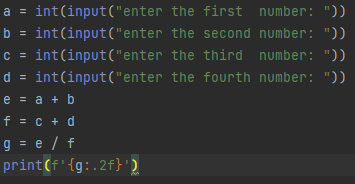 a = int(input("enter the first  number: "))
b = int(input("enter the second number: "))
c = int(input("enter the third  number: "))
d = int(input("enter the fourth number: "))
e = a + b
f = c + d
g = e / f
print(f'{g:.2f}')